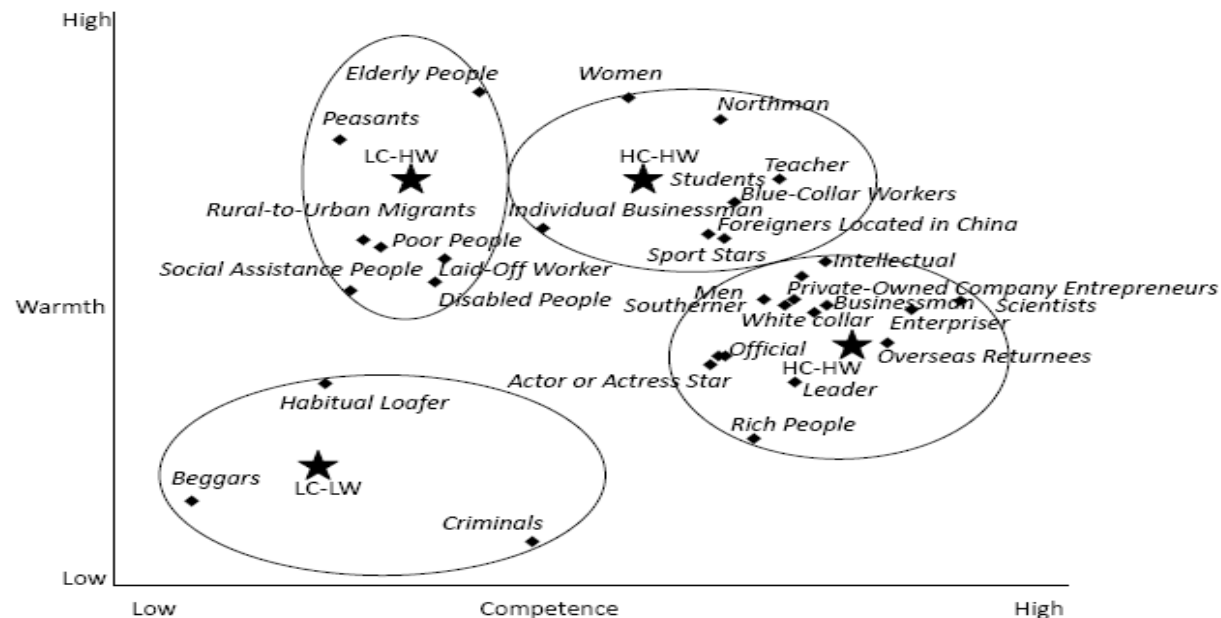 High
Elderly People
Women
Northman
Peasants
LC-HW
HC-HW
Teacher
Students
Blue-Collar Workers
Rural-to-Urban Migrants
Individual Businessman
Foreigners Located in China
Poor People
Sport Stars
Intellectual
Social Assistance People
Laid-Off Worker
Men
Private-Owned Company Entrepreneurs
Disabled People
Warmth
Southerner
Businessman
Scientists
White collar
Enterpriser
Official
Overseas Returnees
HC-HW
Actor or Actress Star
Leader
Habitual Loafer
Rich People
Beggars
LC-LW
Criminals
Low
Low
Competence
High